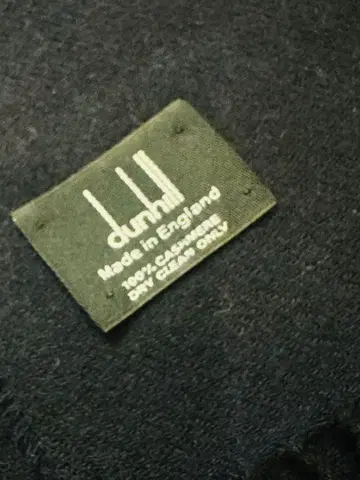 dunhill
Made in England
100% CASHMERE
DRY CLEAN ONLY